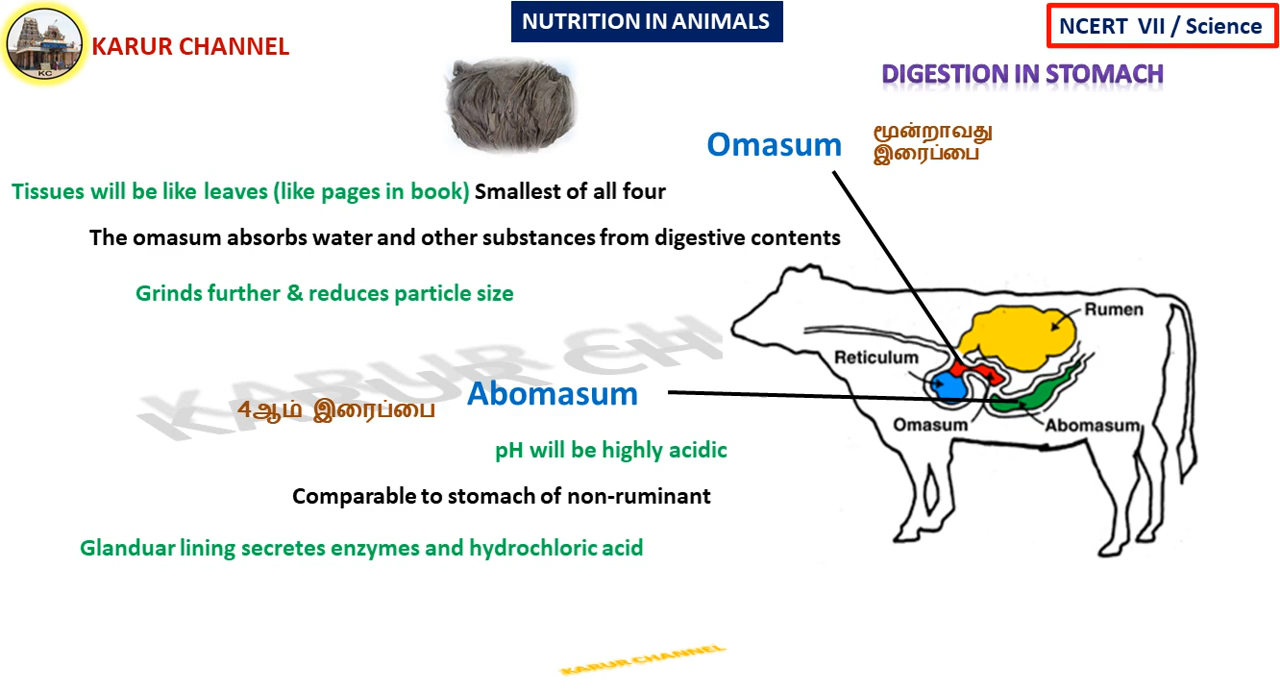 NUTRITION IN ANIMALS
NCERT VII / Science
KARUR CHANNEL
KC
DIGESTION IN STOMACH
Omasum
மூன்றாவது
இரைப்பை
Tissues will be like leaves (like pages in book) Smallest of all four
The omasum absorbs water and other substances from digestive contents
Grinds further & reduces particle size
Rumen
Reticulum
Omasum
Abomasum
KARUR CH
4ஆம் இரைப்பை
Abomasum
pH will be highly acidic
Comparable to stomach of non-ruminant
Glanduar lining secretes enzymes and hydrochloric acid
KARUR CHANNEL